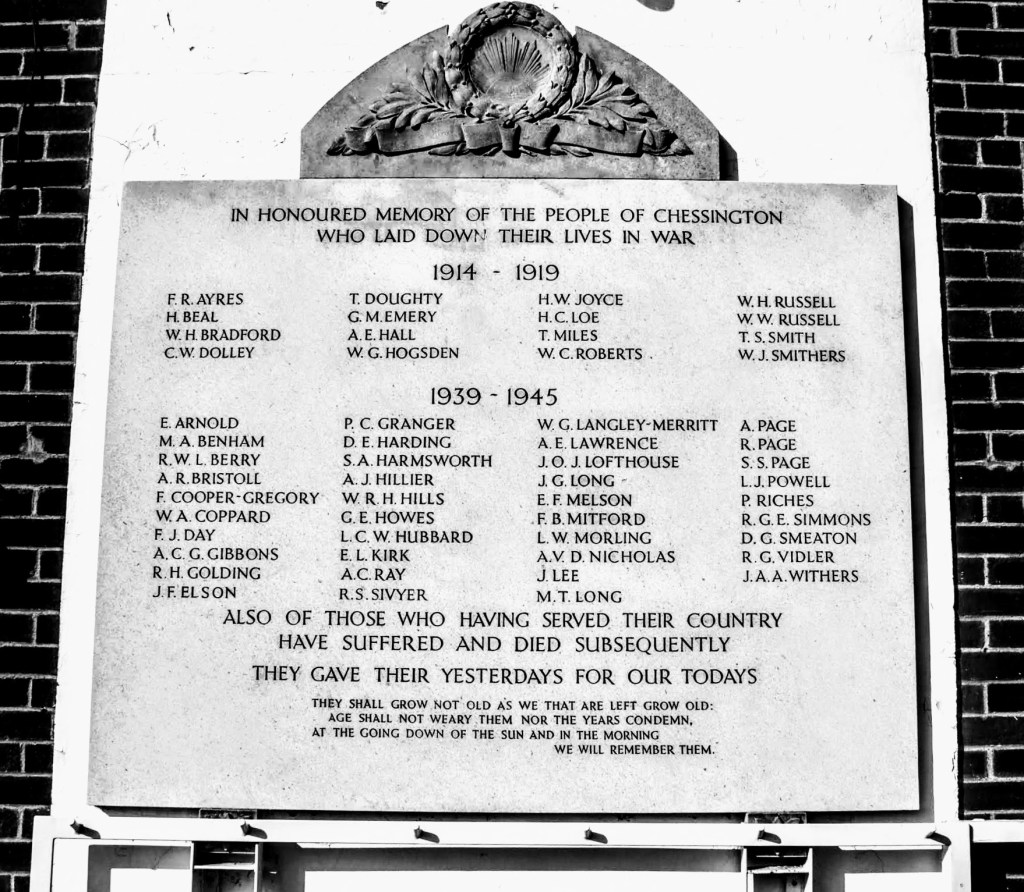 IN HONOURED MEMORY OF THE PEOPLE OF CHESSINGTON
WHO LAID DOWN THEIR LIVES IN WAR
1914 - 1919
F. R. AYRES T. DOUGHTY H. W. JOYCE W. H. RUSSELL
H. BEAL G. M. EMERY H. C. LOE W. W. RUSSELL
W. H. BRADFORD A. E. HALL T. MILES T. S. SMITH
C. W. DOLLEY W. G. HOGSDEN W. C. ROBERTS W. J. SMITHERS
1939 - 1945
E. ARNOLD P. C. GRANGER W. G. LANGLEY-MERRITT A. PAGE
M. A. BENHAM D. E. HARDING A. E. LAWRENCE R. PAGE
R. W. L. BERRY S. A. HARMSWORTH J. O. J. LOFTHOUSE S. S. PAGE
A. R. BRISTOLL A. J. HILLIER J. G. LONG L. J. POWELL
F. COOPER-GREGORY W. R. H. HILLS E. F. MELSON P. RICHES
W. A. COPPARD G. E. HOWES F. B. MITFORD R. G. E. SIMMONS
F. J. DAY L. C. W. HUBBARD L. W. MORLING D. G. SMEATON
A. C. G. GIBBONS E. L. KIRK A. V. D. NICHOLAS R. G. VIDLER
R. H. GOLDING A. C. RAY J. LEE J. A. A. WITHERS
J. F. ELSON R. S. SIVYER M. T. LONG
ALSO OF THOSE WHO HAVING SERVED THEIR COUNTRY
HAVE SUFFERED AND DIED SUBSEQUENTLY
THEY GAVE THEIR YESTERDAYS FOR OUR TODAYS
THEY SHALL GROW NOT OLD AS WE THAT ARE LEFT GROW OLD:
AGE SHALL NOT WEARY THEM NOR THE YEARS CONDEMN,
AT THE GOING DOWN OF THE SUN AND IN THE MORNING
WE WILL REMEMBER THEM.